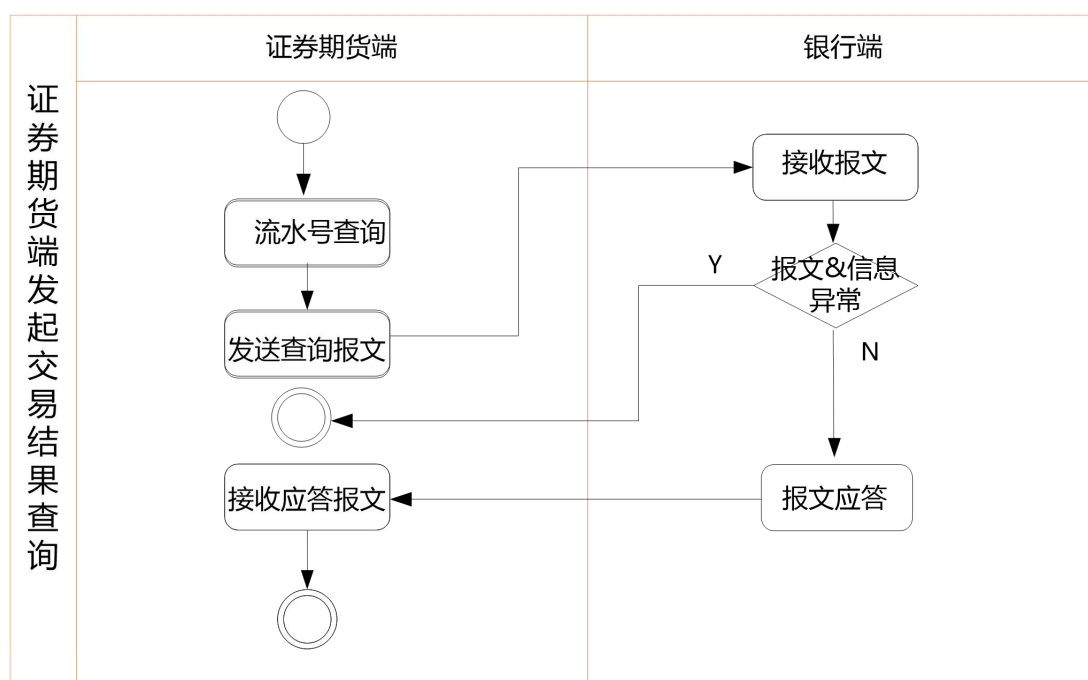 证券期货端发起交易结果查询
证券期货端
银行端
流水号查询
发送查询报文
接收应答报文
接收报文
报文&信息
异常
Y
N
报文应答